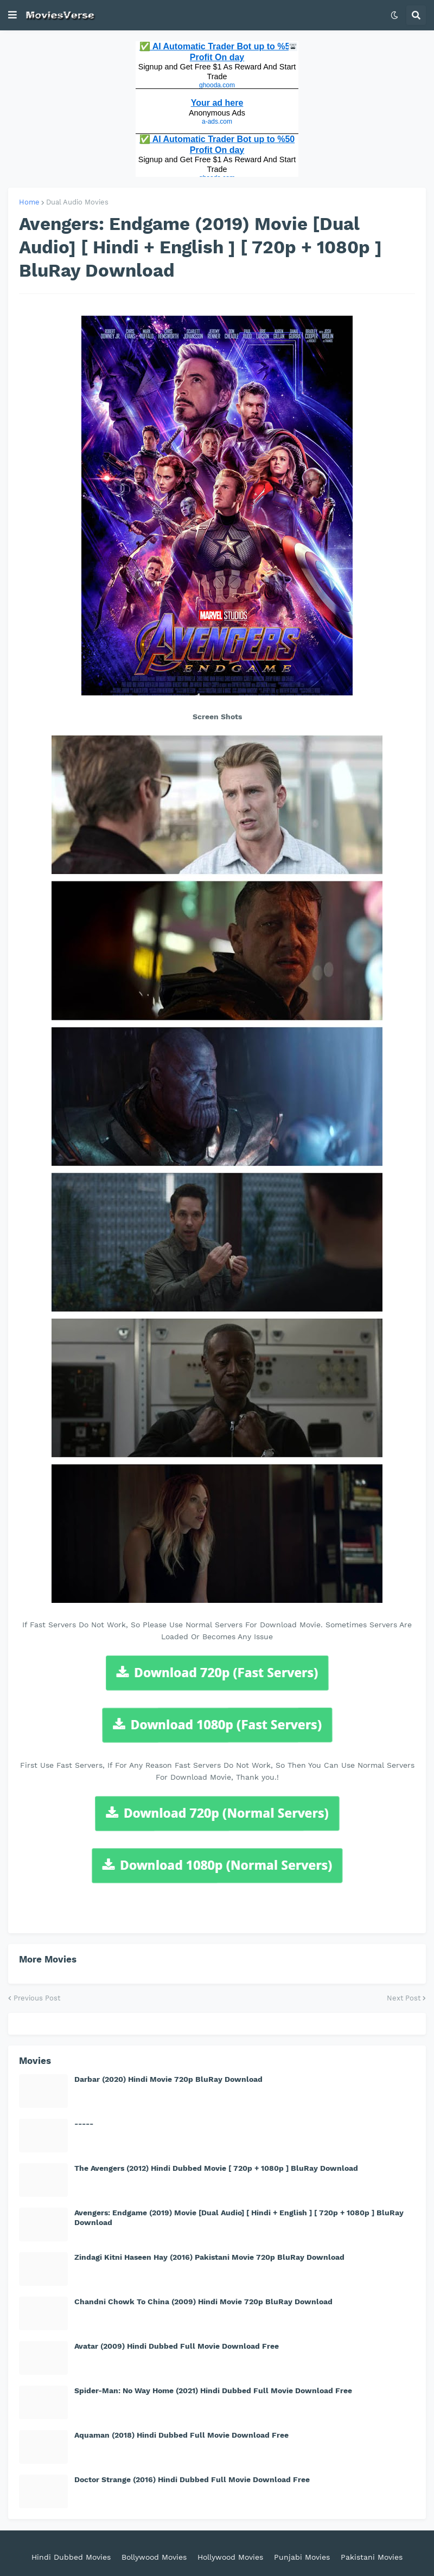 MoviesVerse
✅ AI Automatic Trader Bot up to %5
Profit On day
Signup and Get Free $1 As Reward And Start
Trade
ghooda.com
Your ad here
Anonymous Ads
a-ads.com
✅ AI Automatic Trader Bot up to %50
Profit On day
Signup and Get Free $1 As Reward And Start
Trade
Home › Dual Audio Movies
Avengers: Endgame (2019) Movie [Dual
Audio] [ Hindi + English ] [ 720p + 1080p ]
BluRay Download
MARVEL STUDIOS
AVENGERS
ENDGAME
Screen Shots
If Fast Servers Do Not Work, So Please Use Normal Servers For Download Movie. Sometimes Servers Are
Loaded Or Becomes Any Issue
Download 720p (Fast Servers)
Download 1080p (Fast Servers)
First Use Fast Servers, If For Any Reason Fast Servers Do Not Work, So Then You Can Use Normal Servers
For Download Movie, Thank you.!
Download 720p (Normal Servers)
Download 1080p (Normal Servers)
More Movies
‹ Previous Post
Next Post ›
Movies
Darbar (2020) Hindi Movie 720p BluRay Download
-----
The Avengers (2012) Hindi Dubbed Movie [ 720p + 1080p ] BluRay Download
Avengers: Endgame (2019) Movie [Dual Audio] [ Hindi + English ] [ 720p + 1080p ] BluRay
Download
Zindagi Kitni Haseen Hay (2016) Pakistani Movie 720p BluRay Download
Chandni Chowk To China (2009) Hindi Movie 720p BluRay Download
Avatar (2009) Hindi Dubbed Full Movie Download Free
Spider-Man: No Way Home (2021) Hindi Dubbed Full Movie Download Free
Aquaman (2018) Hindi Dubbed Full Movie Download Free
Doctor Strange (2016) Hindi Dubbed Full Movie Download Free
Hindi Dubbed Movies Bollywood Movies Hollywood Movies Punjabi Movies Pakistani Movies